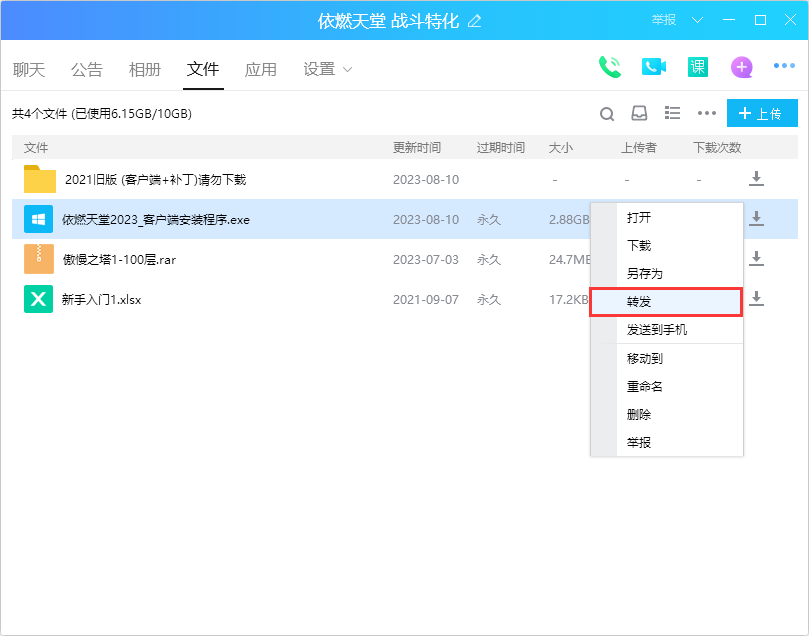 依燃天堂 战斗特化
举报
聊天 公告 相册 文件 应用 设置
课
共4个文件 (已使用6.15GB/10GB)
上传
文件 更新时间 过期时间 大小 上传者 下载次数
2021旧版 (客户端+补丁)请勿下载 2023-08-10 - - -
依燃天堂2023_客户端安装程序.exe 2023-08-10 永久 2.88GB
傲慢之塔1-100层.rar 2023-07-03 永久 24.7MB
新手入门1.xlsx 2021-09-07 永久 17.2KB
打开
下载
另存为
转发
发送到手机
移动到
重命名
删除
举报